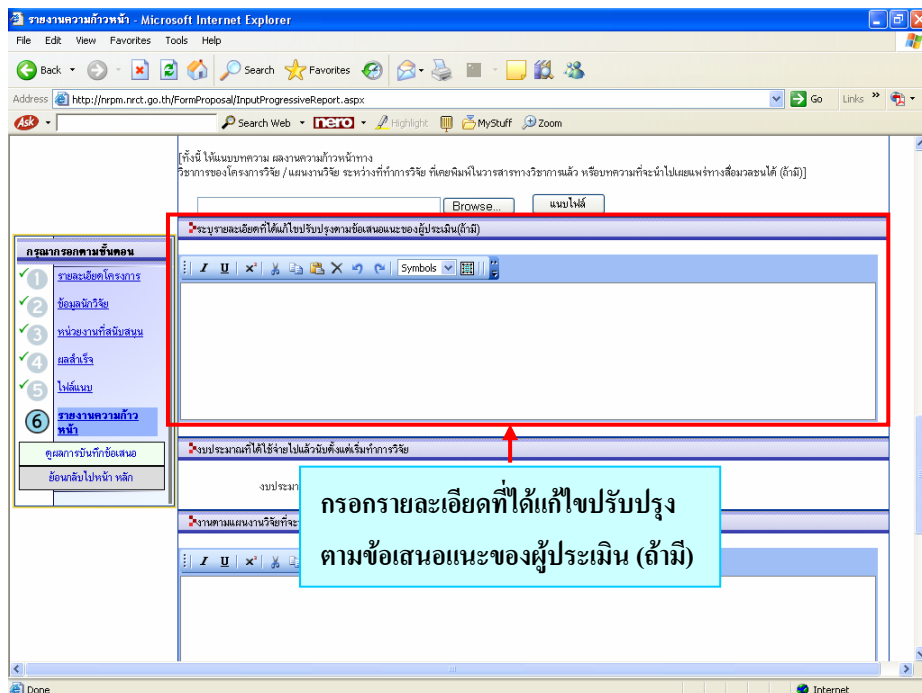 รายงานความก้าวหน้า - Microsoft Internet Explorer
File Edit View Favorites Tools Help
Back Search Favorites
Address http://nrpm.nrct.go.th/FormProposal/InputProgressiveReport.aspx Go Links »
Ask Search Web nero Highlight MyStuff Zoom
[ทั้งนี้ ให้แนบบทความ ผลงานความก้าวหน้าทาง
วิชาการของโครงการวิจัย / แผนงานวิจัย ระหว่างที่ทำการวิจัย ที่เคยพิมพ์ในวารสารทางวิชาการแล้ว หรือบทความที่จะนำไปเผยแพร่ทางสื่อมวลชนได้ (ถ้ามี)]
Browse... แนบไฟล์
ระบุรายละเอียดที่ได้แก้ไขปรับปรุงตามข้อเสนอแนะของผู้ประเมิน(ถ้ามี)
I U x² Symbols
กรุณากรอกตามขั้นตอน
1 รายละเอียดโครงการ
2 ข้อมูลนักวิจัย
3 หน่วยงานที่สนับสนุน
4 ผลสำเร็จ
5 ไฟล์แนบ
6 รายงานความก้าว
หน้า
ดูผลการบันทึกข้อเสนอ
ย้อนกลับไปหน้า หลัก
งบประมาณที่ได้ใช้จ่ายไปแล้วนับตั้งแต่เริ่มทำการวิจัย
งบประมา
งานตามแผนงานวิจัยที่จะ
I U x²
กรอกรายละเอียดที่ได้แก้ไขปรับปรุง
ตามข้อเสนอแนะของผู้ประเมิน (ถ้ามี)
Done Internet